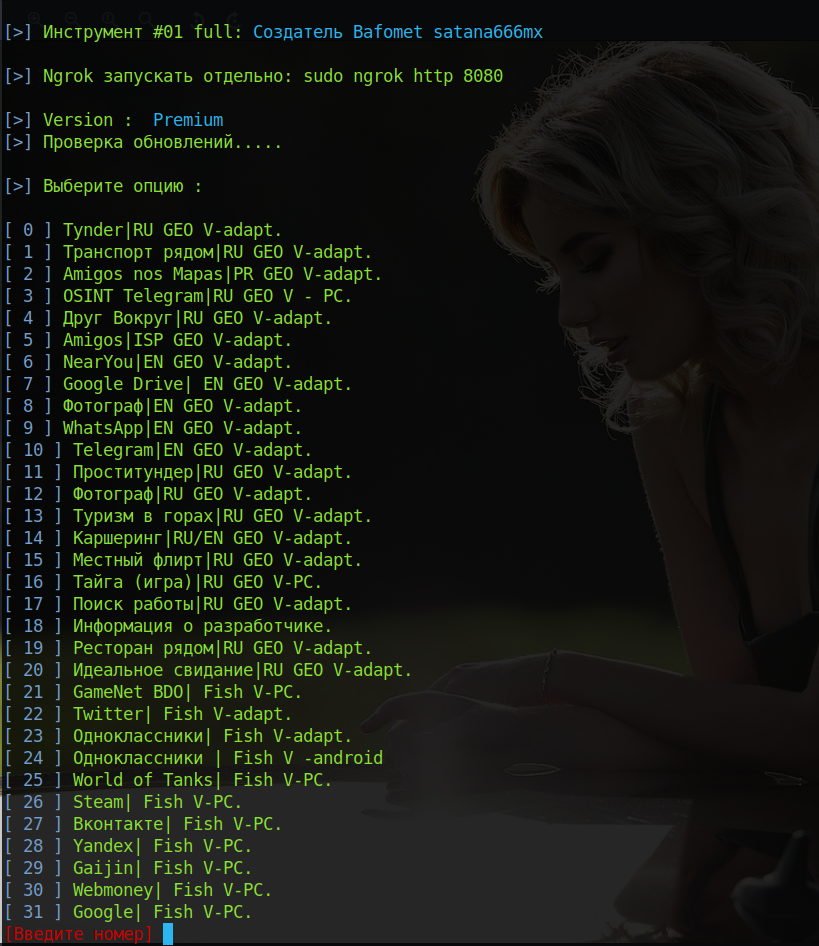 [>] Инструмент #01 full: Создатель Bafomet satana666mx
[>] Ngrok запускать отдельно: sudo ngrok http 8080
[>] Version :  Premium
[>] Проверка обновлений.....
[>] Выберите опцию :
[ 0 ] Tynder|RU GEO V-adapt.
[ 1 ] Транспорт рядом|RU GEO V-adapt.
[ 2 ] Amigos nos Mapas|PR GEO V-adapt.
[ 3 ] OSINT Telegram|RU GEO V - PC.
[ 4 ] Друг Вокруг|RU GEO V-adapt.
[ 5 ] Amigos|ISP GEO V-adapt.
[ 6 ] NearYou|EN GEO V-adapt.
[ 7 ] Google Drive| EN GEO V-adapt.
[ 8 ] Фотограф|EN GEO V-adapt.
[ 9 ] WhatsApp|EN GEO V-adapt.
[ 10 ] Telegram|EN GEO V-adapt.
[ 11 ] Проститундер|RU GEO V-adapt.
[ 12 ] Фотограф|RU GEO V-adapt.
[ 13 ] Туризм в горах|RU GEO V-adapt.
[ 14 ] Каршеринг|RU/EN GEO V-adapt.
[ 15 ] Местный флирт|RU GEO V-adapt.
[ 16 ] Тайга (игра)|RU GEO V-PC.
[ 17 ] Поиск работы|RU GEO V-adapt.
[ 18 ] Информация о разработчике.
[ 19 ] Ресторан рядом|RU GEO V-adapt.
[ 20 ] Идеальное свидание|RU GEO V-adapt.
[ 21 ] GameNet BDO| Fish V-PC.
[ 22 ] Twitter| Fish V-adapt.
[ 23 ] Одноклассники| Fish V-adapt.
[ 24 ] Одноклассники | Fish V -android
[ 25 ] World of Tanks| Fish V-PC.
[ 26 ] Steam| Fish V-PC.
[ 27 ] Вконтакте| Fish V-PC.
[ 28 ] Yandex| Fish V-PC.
[ 29 ] Gaijin| Fish V-PC.
[ 30 ] Webmoney| Fish V-PC.
[ 31 ] Google| Fish V-PC.
[Введите номер]